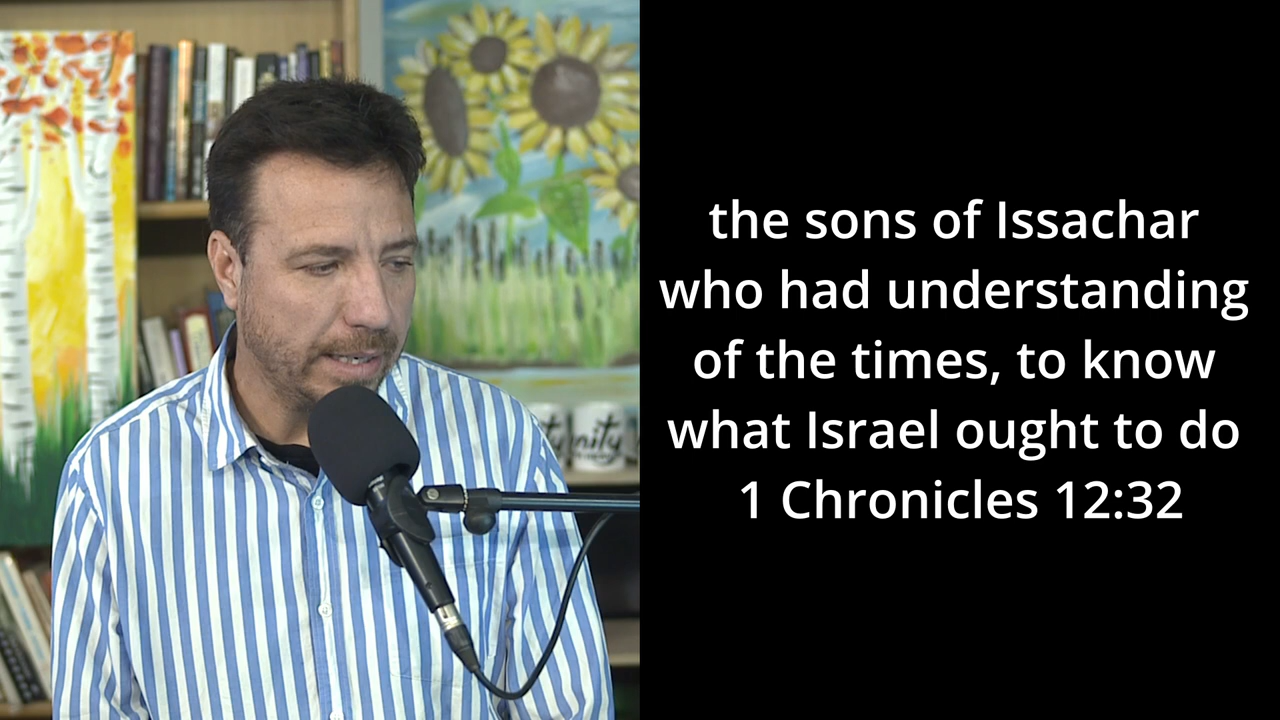 the sons of Issachar
who had understanding
of the times, to know
what Israel ought to do
1 Chronicles 12:32